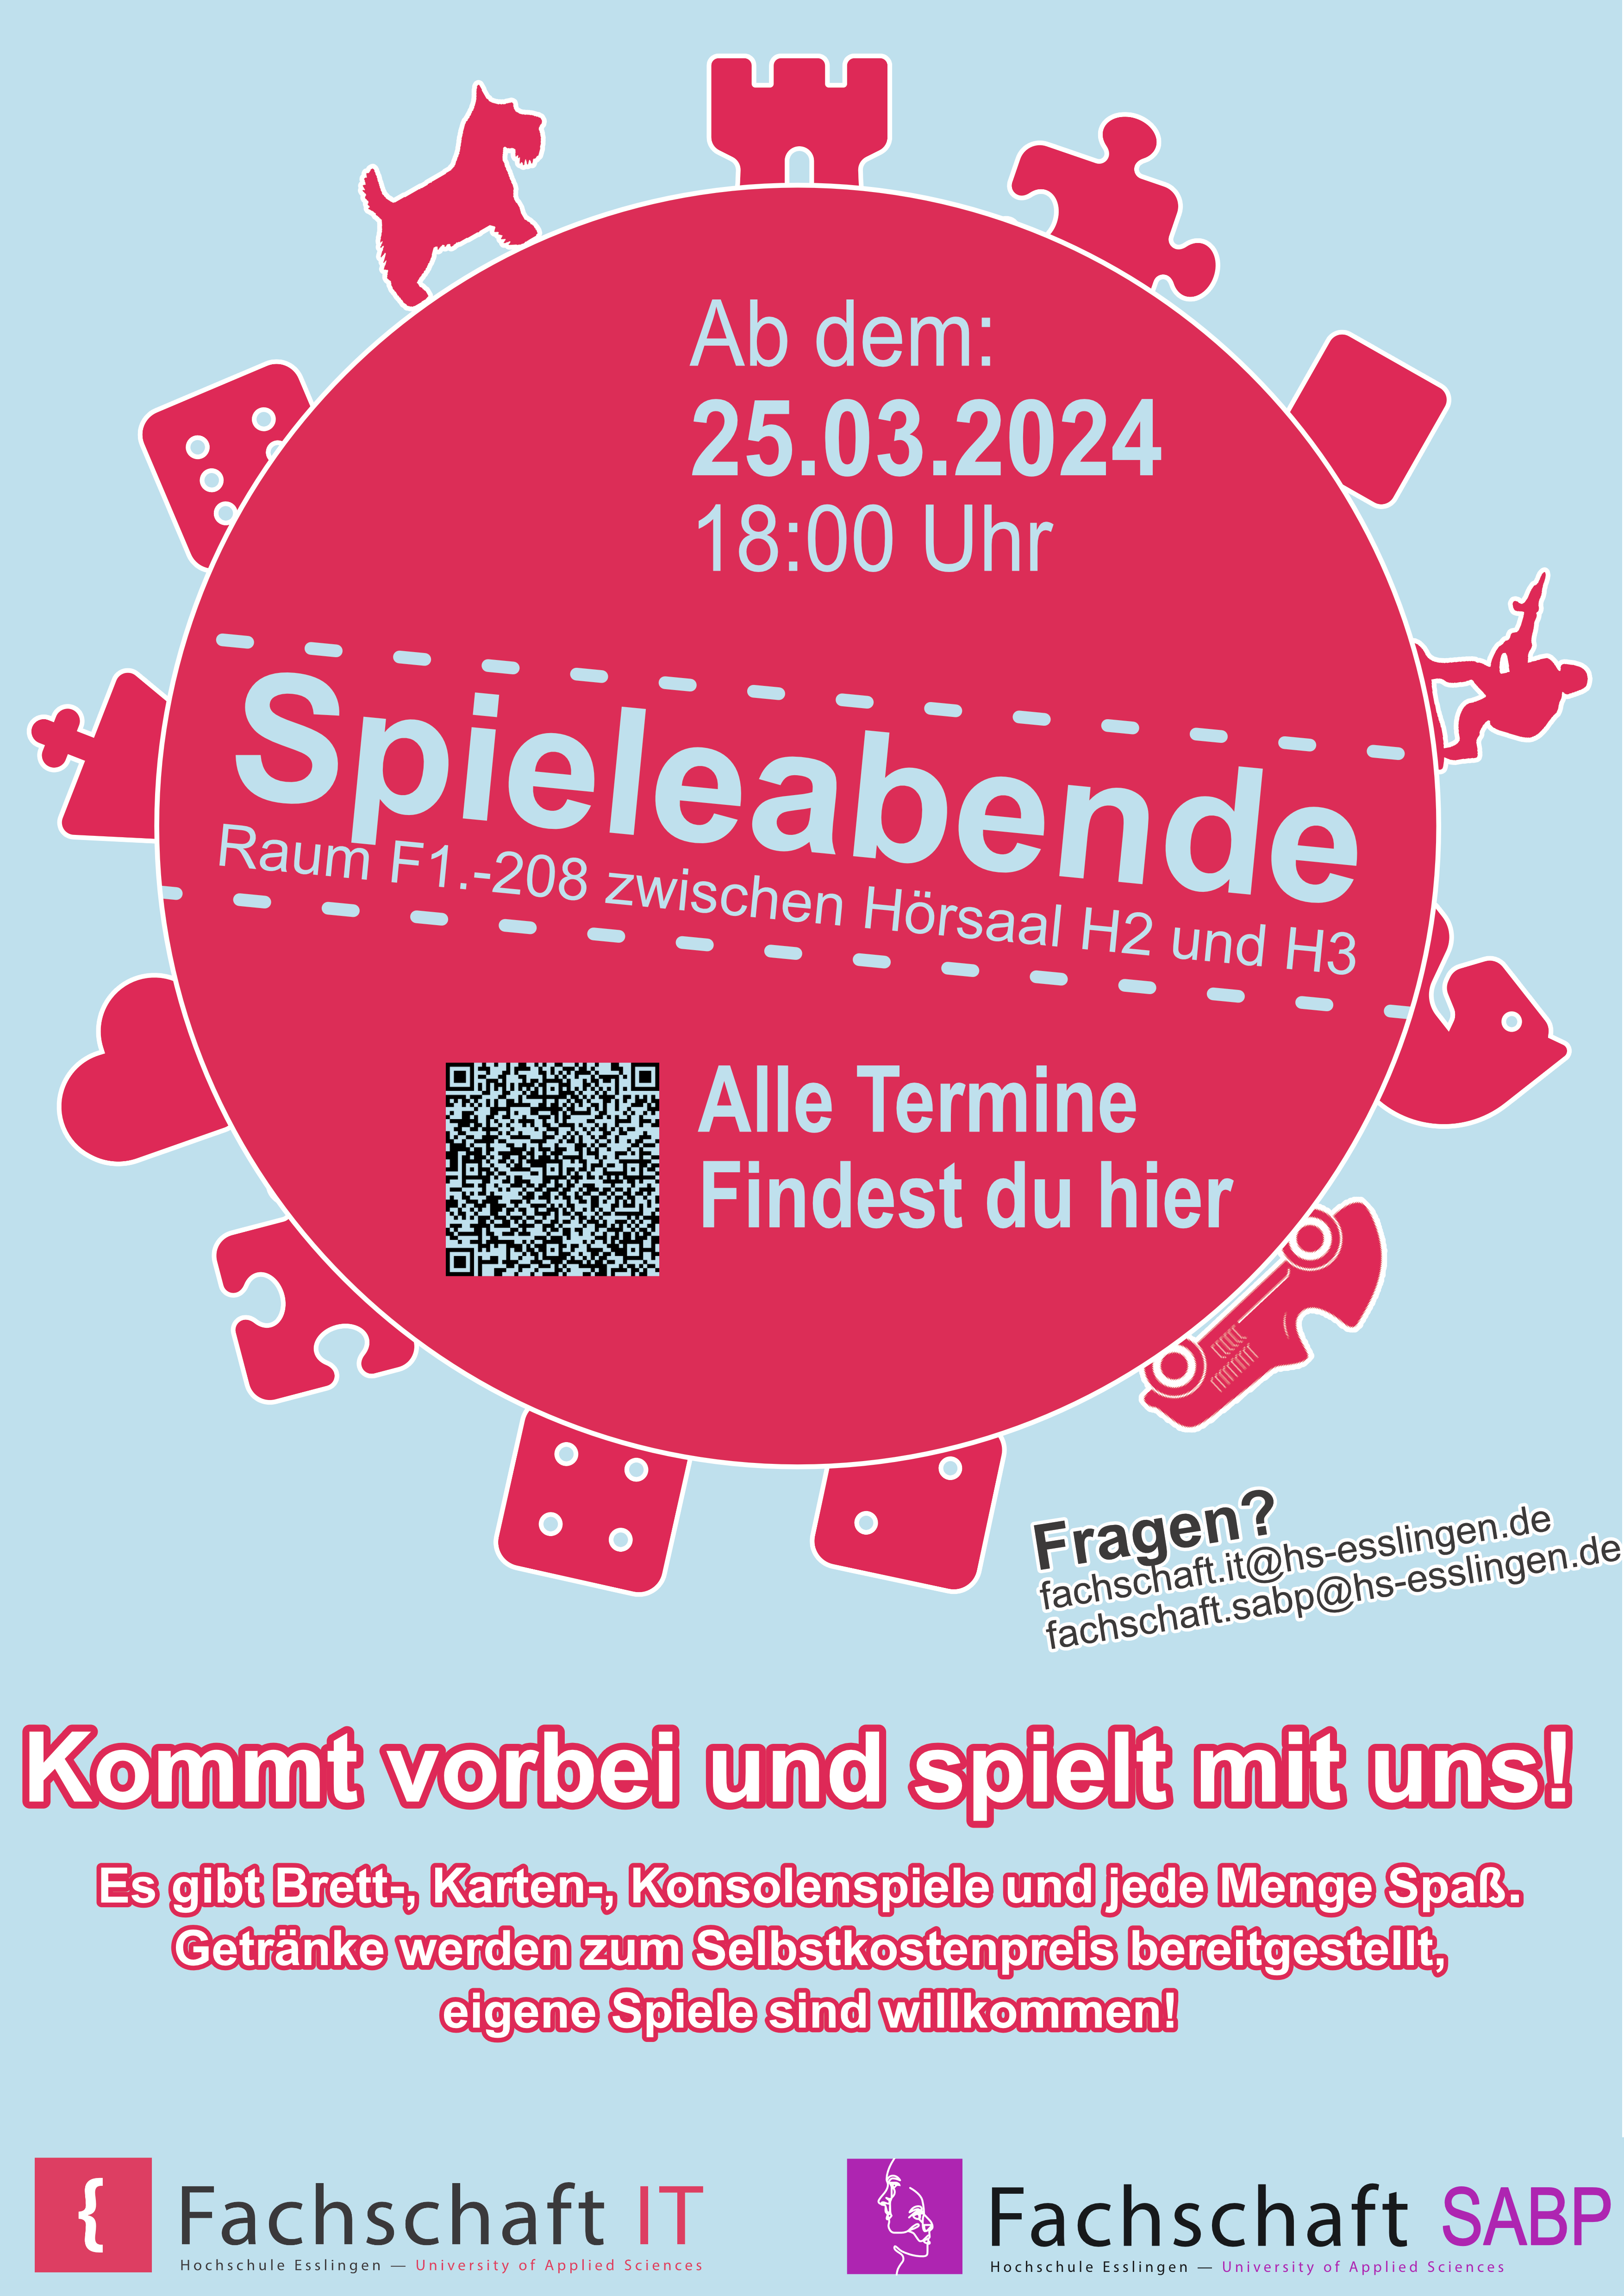 Ab dem:
25.03.2024
18:00 Uhr
Spieleabende
Raum F1.-208 zwischen Hörsaal H2 und H3
Alle Termine
Findest du hier
Fragen?
fachschaft.it@hs-esslingen.de
fachschaft.sabp@hs-esslingen.de
Kommt vorbei und spielt mit uns!
Es gibt Brett-, Karten-, Konsolenspiele und jede Menge Spaß.
Getränke werden zum Selbstkostenpreis bereitgestellt,
eigene Spiele sind willkommen!
{
Fachschaft IT
Hochschule Esslingen — University of Applied Sciences
Fachschaft SABP
Hochschule Esslingen — University of Applied Sciences